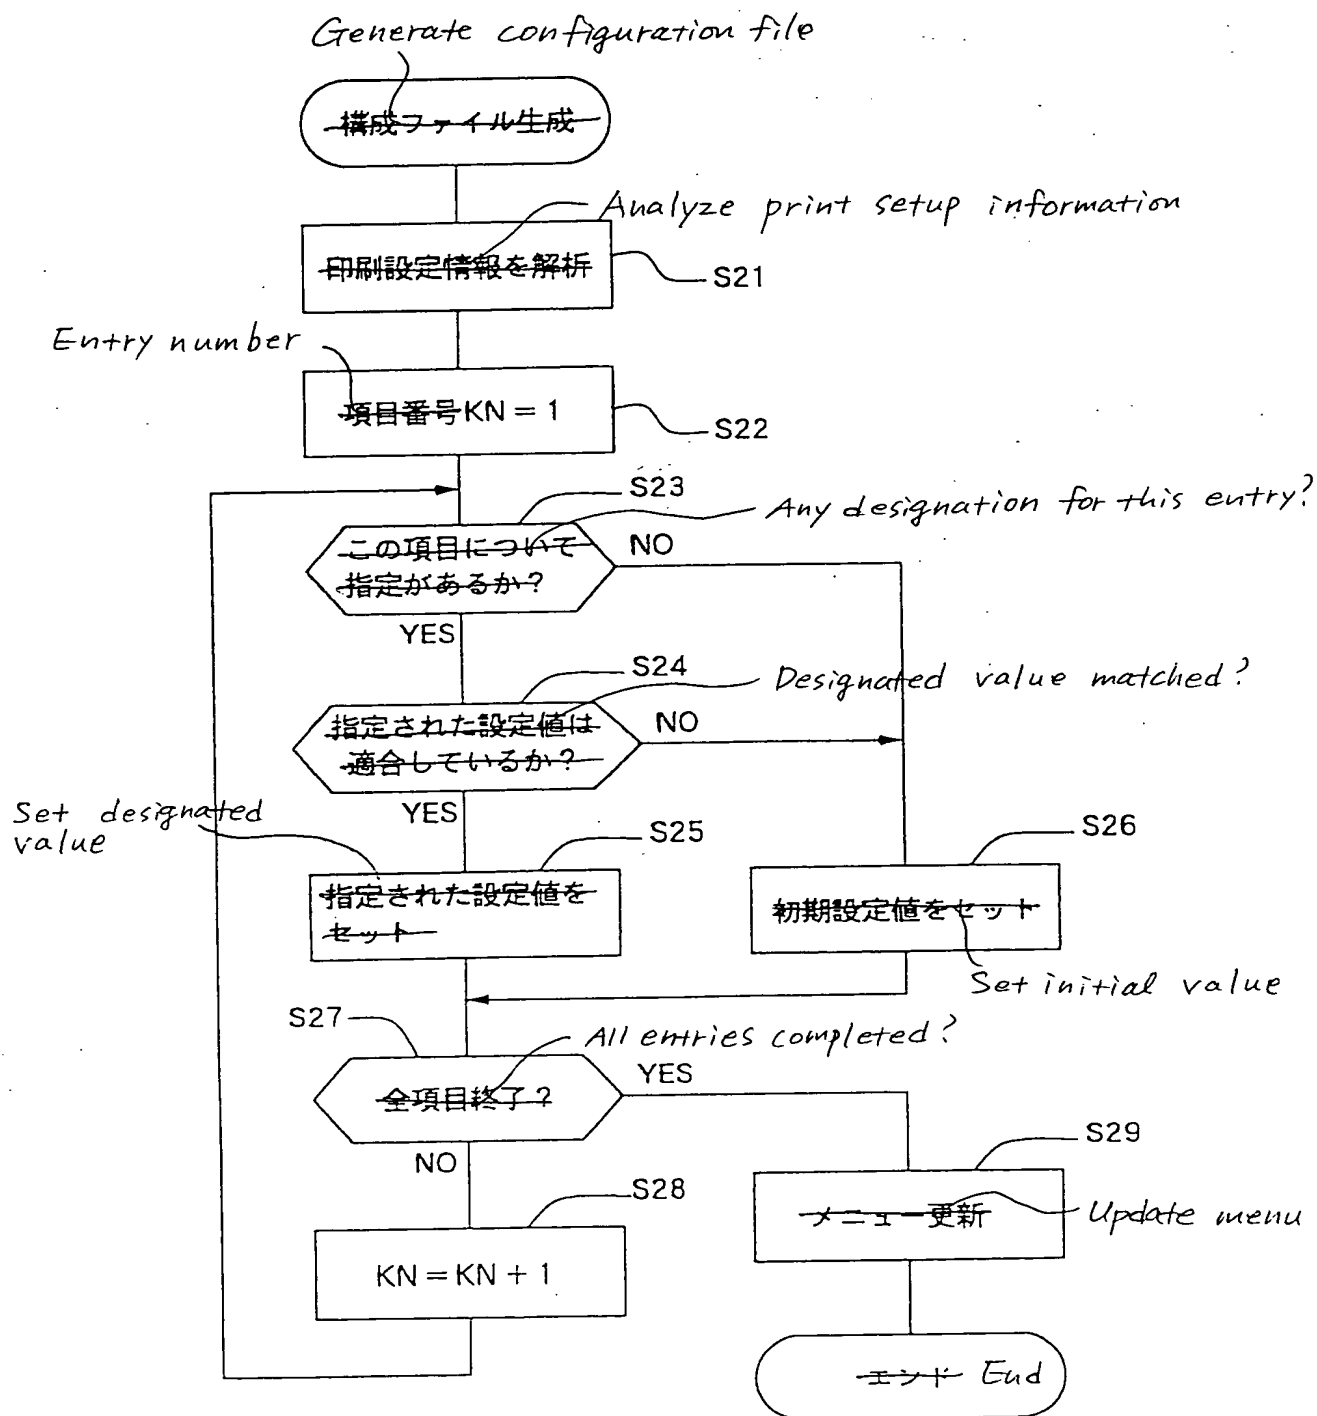 Generate configuration file
構成ファイル生成
Analyze print setup information
印刷設定情報を解析
S21
Entry number
項目番号KN = 1
S22
S23
Any designation for this entry?
この項目について
指定があるか?
NO
YES
S24
Designated value matched?
指定された設定値は
適合しているか?
NO
YES
Set designated
value
S25
S26
指定された設定値を
セット
初期設定値をセット
Set initial value
S27
All entries completed?
全項目終了?
YES
NO
S28
S29
メニュー更新
Update menu
KN = KN + 1
エンド End